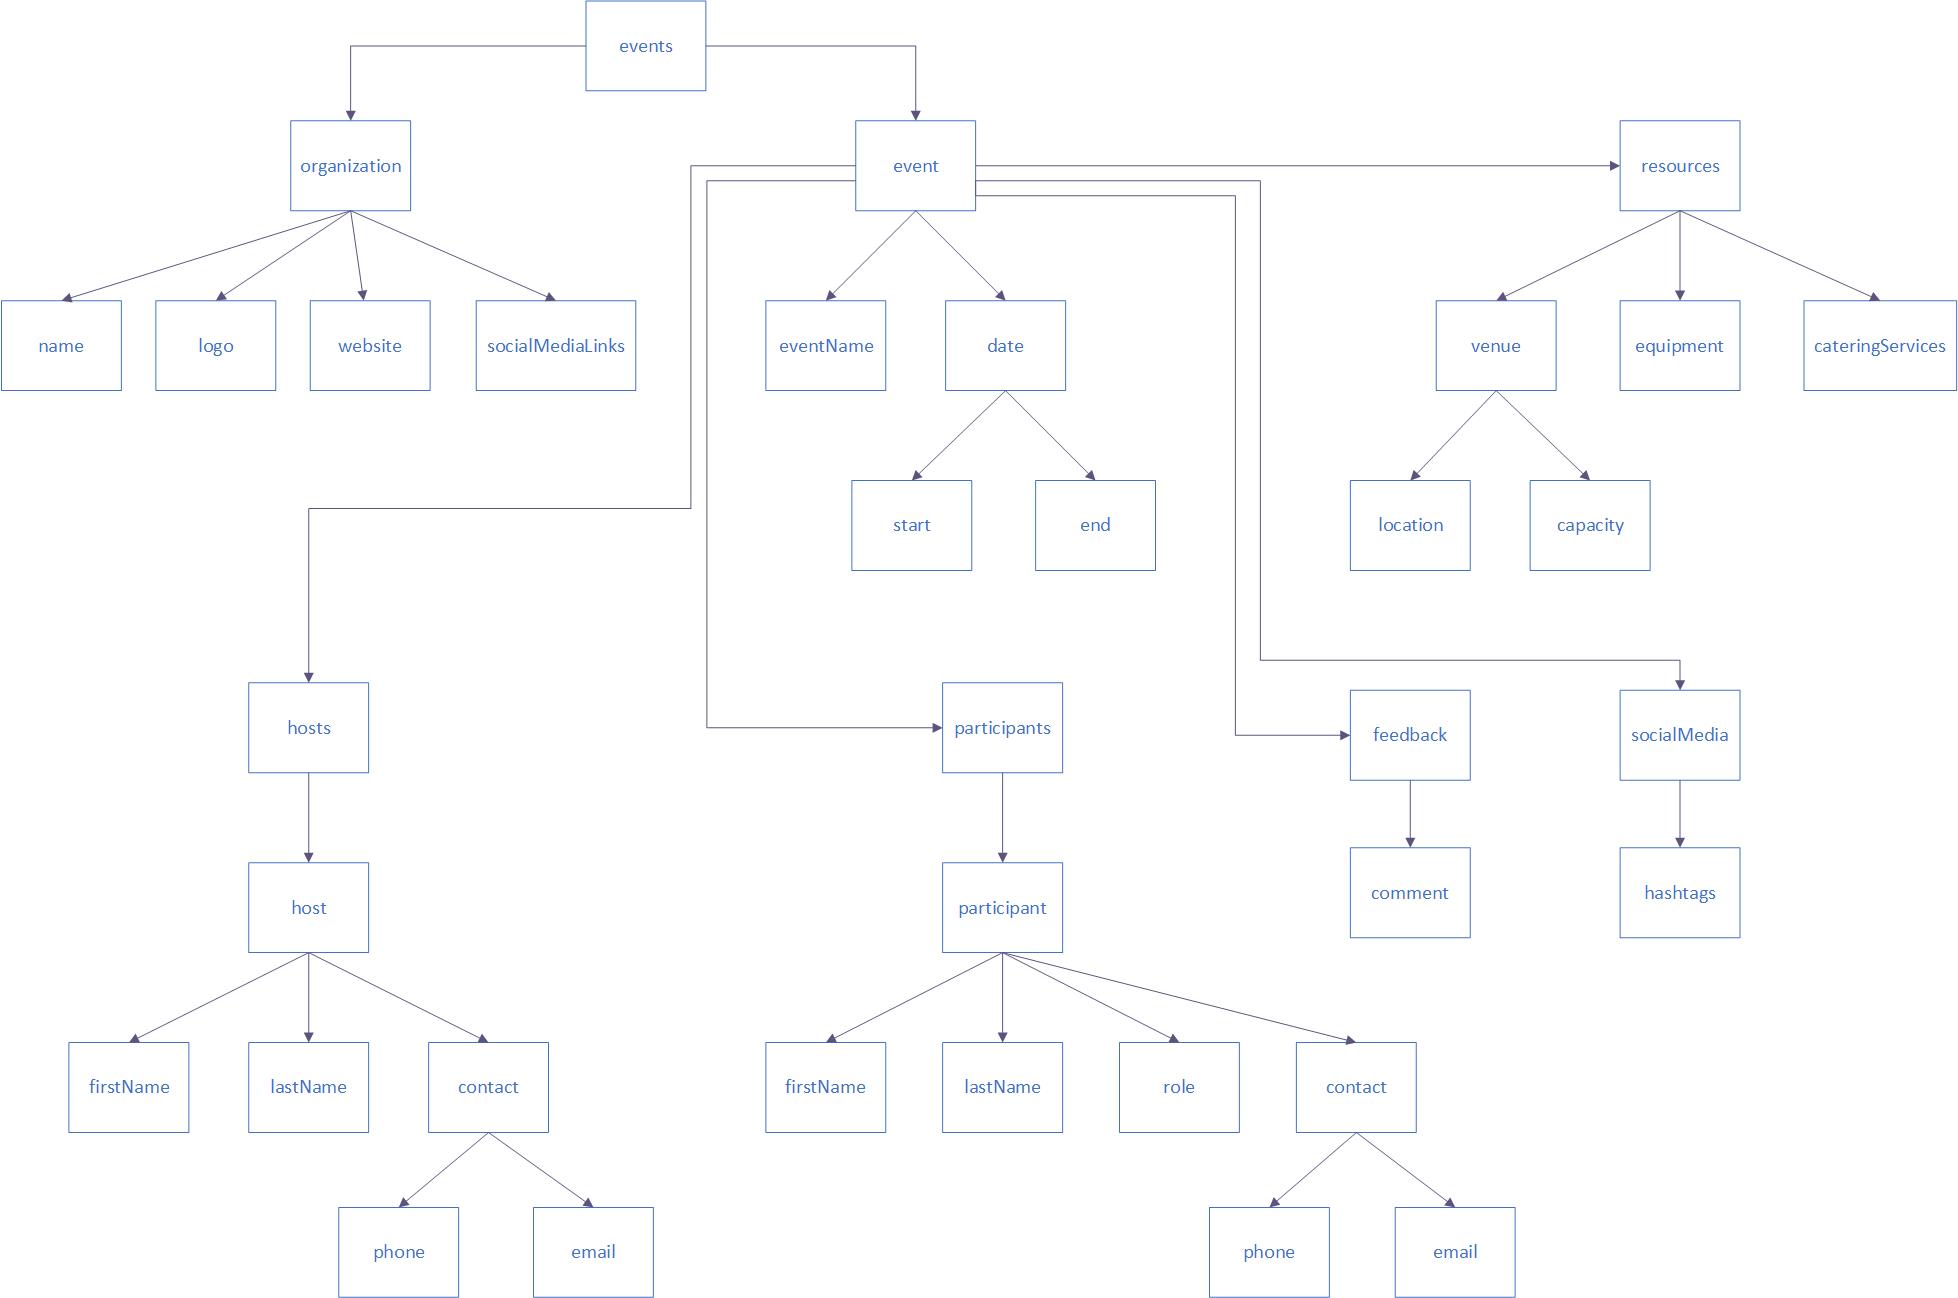 events
organization
event
resources
name
logo
website
socialMediaLinks
eventName
date
venue
equipment
cateringServices
start
end
location
capacity
hosts
participants
feedback
socialMedia
host
participant
comment
hashtags
firstName
lastName
contact
firstName
lastName
role
contact
phone
email
phone
email